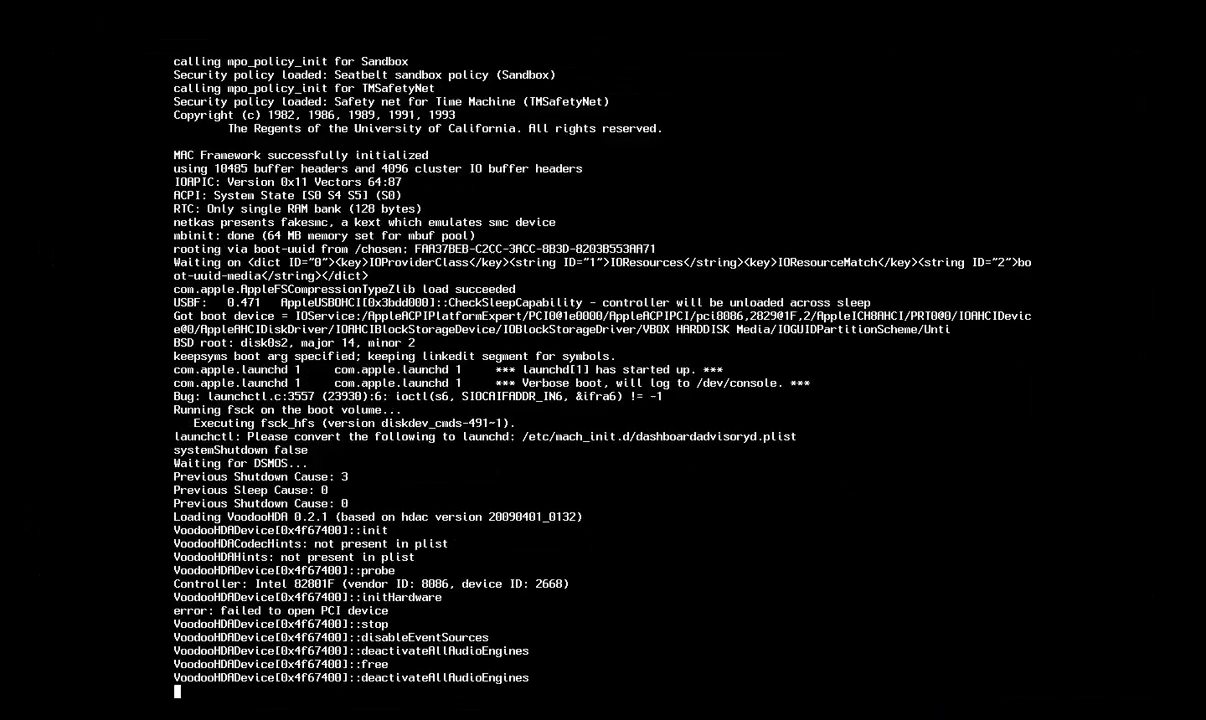 calling mpo_policy_init for Sandbox
Security policy loaded: Seatbelt sandbox policy (Sandbox)
calling mpo_policy_init for TMSafetyNet
Security policy loaded: Safety net for Time Machine (TMSafetyNet)
Copyright (c) 1982, 1986, 1989, 1991, 1993
The Regents of the University of California. All rights reserved.
MAC Framework successfully initialized
using 10485 buffer headers and 4096 cluster IO buffer headers
IOAPIC: Version 0x11 Vectors 64:87
ACPI: System State [S0 S4 S5] (S0)
RTC: Only single RAM bank (128 bytes)
netkas presents fakesmc, a kext which emulates smc device
mbinit: done (64 MB memory set for mbuf pool)
rooting via boot-uuid from /chosen: FAA37BEB-C2CC-3ACC-8B3D-8203B553AA71
Waiting on <dict ID="0"><key>IOProviderClass</key><string ID="1">IOResources</string><key>IOResourceMatch</key><string ID="2">bo
ot-uuid-media</string></dict>
com.apple.AppleFSCompressionTypeZlib load succeeded
USBF: 0.471 AppleUSBOHCI[0x3bdd000]::CheckSleepCapability - controller will be unloaded across sleep
Got boot device = IOService:/AppleACPIPlatformExpert/PCI0@1e0000/AppleACPIPCI/pci8086,2829@1F,2/AppleICH8AHCI/PRT0@0/IOAHCIDevic
e@0/AppleAHCIDiskDriver/IOAHCIBlockStorageDevice/IOBlockStorageDriver/VBOX HARDDISK Media/IOGUIDPartitionScheme/Unti
BSD root: disk0s2, major 14, minor 2
keepsyms boot arg specified; keeping linkedit segment for symbols.
com.apple.launchd 1 com.apple.launchd 1 *** launchd[1] has started up. ***
com.apple.launchd 1 com.apple.launchd 1 *** Verbose boot, will log to /dev/console. ***
Bug: launchctl.c:3557 (23930):6: ioctl(s6, SIOCAIFADDR_IN6, &ifra6) != -1
Running fsck on the boot volume...
Executing fsck_hfs (version diskdev_cmds-491~1).
launchctl: Please convert the following to launchd: /etc/mach_init.d/dashboardadvisoryd.plist
systemShutdown false
Waiting for DSMOS...
Previous Shutdown Cause: 3
Previous Sleep Cause: 0
Previous Shutdown Cause: 0
Loading VoodooHDA 0.2.1 (based on hdac version 20090401_0132)
VoodooHDADevice[0x4f67400]::init
VoodooHDACodecHints: not present in plist
VoodooHDAHints: not present in plist
VoodooHDADevice[0x4f67400]::probe
Controller: Intel 82801F (vendor ID: 8086, device ID: 2668)
VoodooHDADevice[0x4f67400]::initHardware
error: failed to open PCI device
VoodooHDADevice[0x4f67400]::stop
VoodooHDADevice[0x4f67400]::disableEventSources
VoodooHDADevice[0x4f67400]::deactivateAllAudioEngines
VoodooHDADevice[0x4f67400]::free
VoodooHDADevice[0x4f67400]::deactivateAllAudioEngines